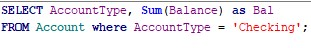 SELECT AccountType, Sum(Balance) as Bal
FROM Account where AccountType = 'Checking';